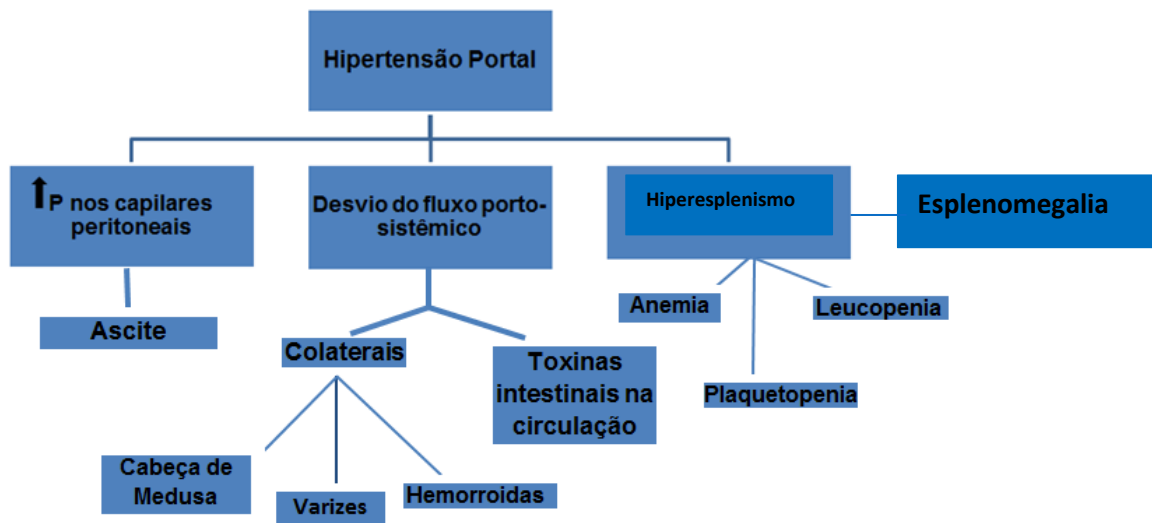 Hipertensão Portal
⬆P nos capilares
peritoneais
Desvio do fluxo porto-
sistêmico
Hiperesplenismo
Esplenomegalia
Ascite
Colaterais
Toxinas
intestinais na
circulação
Anemia
Leucopenia
Plaquetopenia
Cabeça de
Medusa
Varizes
Hemorroidas